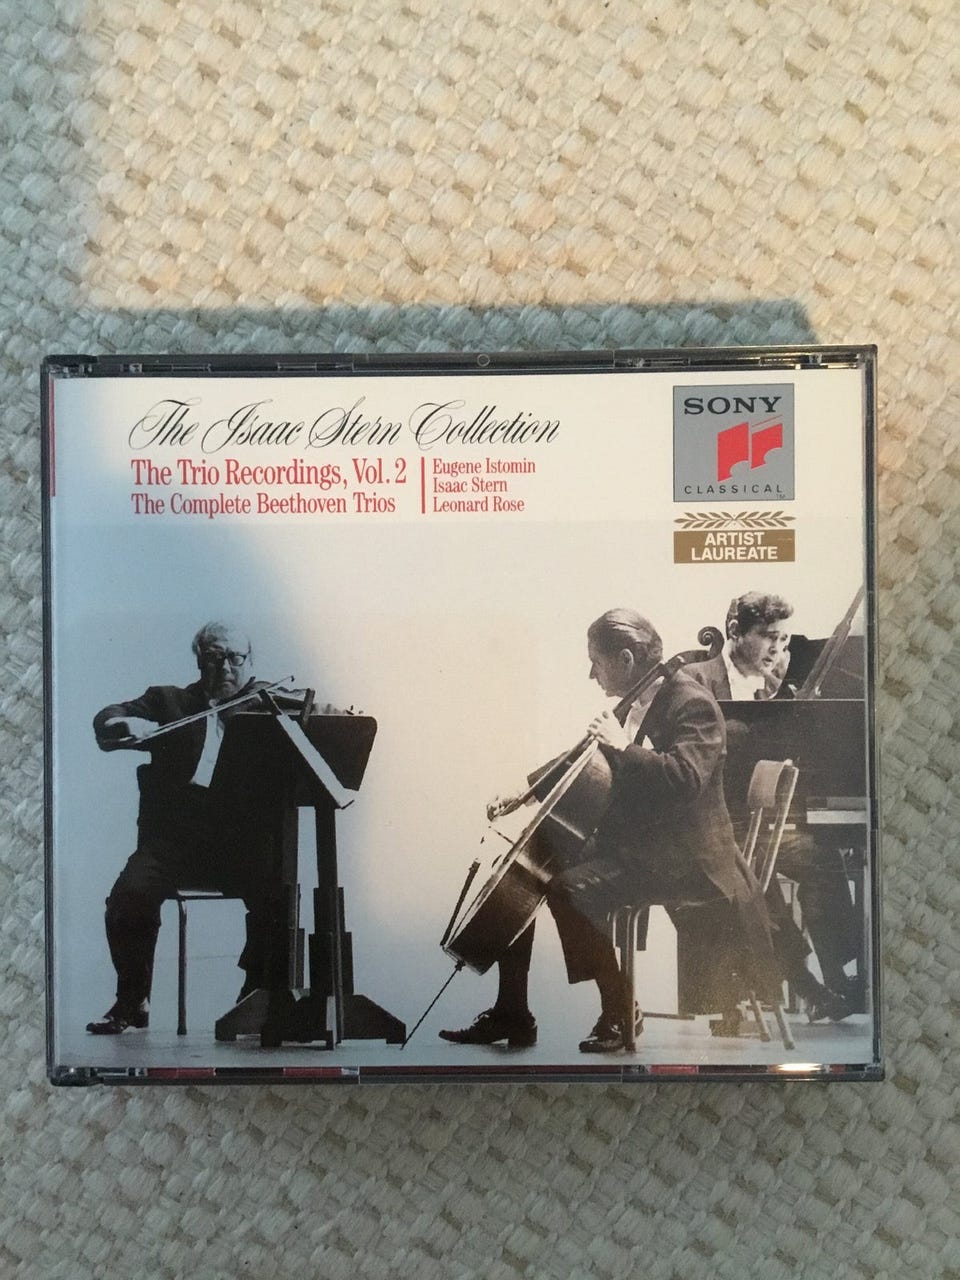 The Isaac Stern Collection
The Trio Recordings, Vol. 2
The Complete Beethoven Trios
Eugene Istomin
Isaac Stern
Leonard Rose
SONY
CLASSICAL
TM
ARTIST
LAUREATE